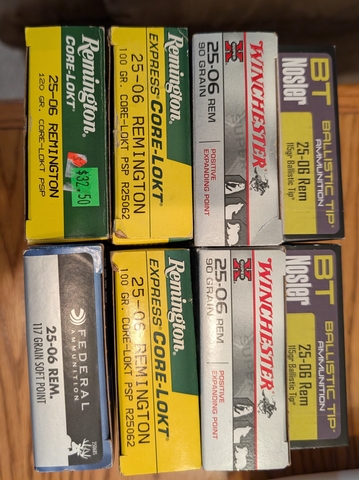 Remington
CORE-LOKT
25-06 REMINGTON
120 GR. CORE-LOKT PSP
$32.50
Remington
EXPRESS CORE-LOKT
25-06 REMINGTON
100 GR. CORE-LOKT PSP R25062
WINCHESTER
25-06 REM
90 GRAIN
POSITIVE
EXPANDING POINT
BT
BALLISTIC TIP
AMMUNITION
Nosler
25-06 Rem
115gr Ballistic Tip
FEDERAL
AMMUNITION
25-06 REM.
117 GRAIN SOFT POINT
Remington
EXPRESS CORE-LOKT
25-06 REMINGTON
100 GR. CORE-LOKT PSP R25062
WINCHESTER
25-06 REM
90 GRAIN
POSITIVE
EXPANDING POINT
BT
BALLISTIC TIP
AMMUNITION
Nosler
25-06 Rem
115gr Ballistic Tip